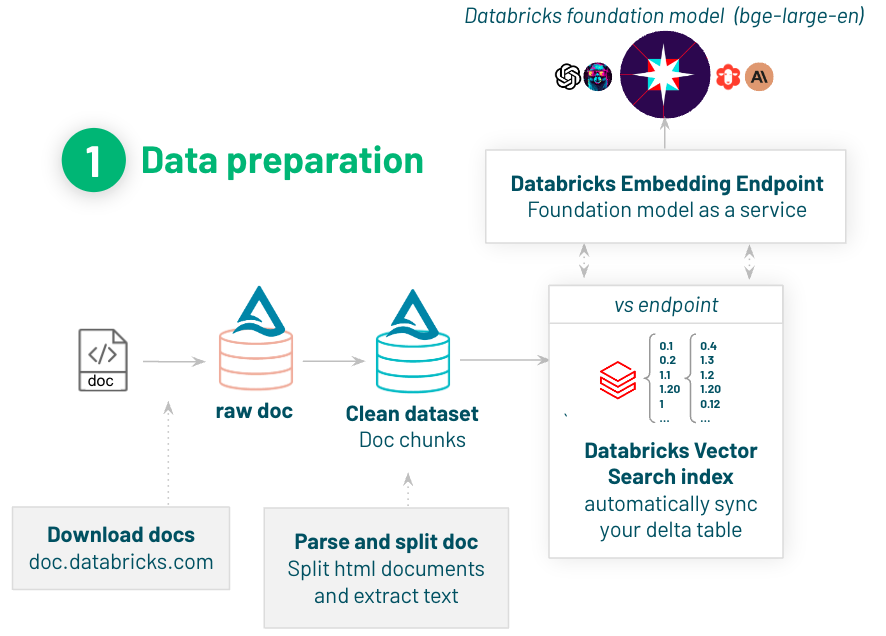 Databricks foundation model (bge-large-en)
1 Data preparation
Databricks Embedding Endpoint
Foundation model as a service
vs endpoint
0.1
0.2
1.1
1.20
1
...
0.4
1.3
1.2
1.20
0.12
...
Databricks Vector
Search index
automatically sync
your delta table
</>
doc
raw doc
Clean dataset
Doc chunks
Download docs
doc.databricks.com
Parse and split doc
Split html documents
and extract text